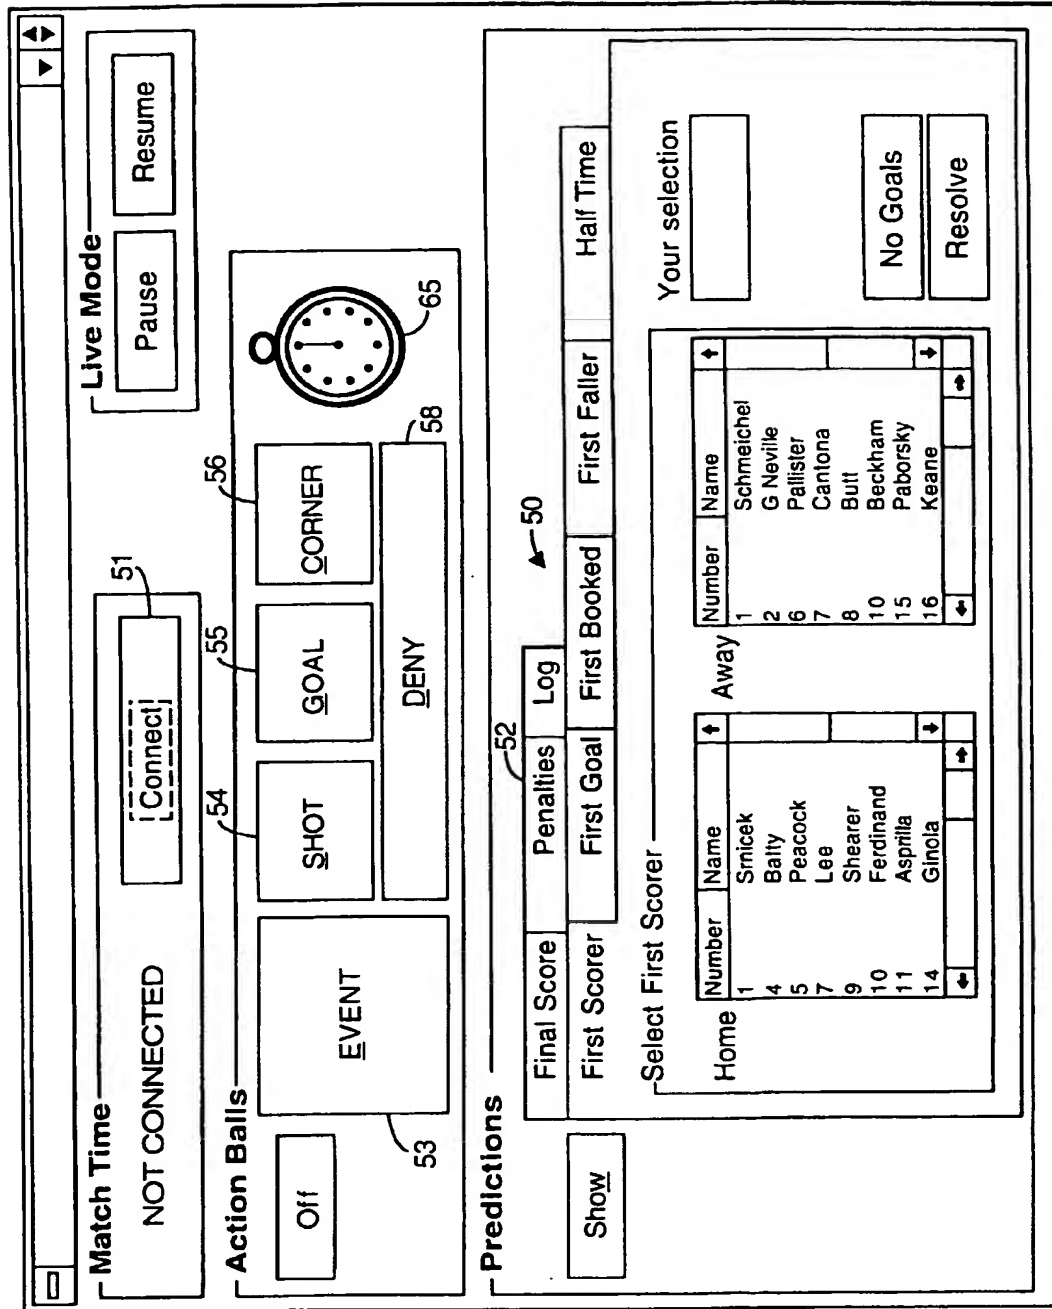 Match Time
NOT CONNECTED
Connect
51
Live Mode
Pause
Resume
Action Balls
Off
EVENT
53
SHOT
54
GOAL
55
CORNER
56
DENY
58
65
Predictions
Show
50
52
Final Score
Penalties
Log
First Scorer
First Goal
First Booked
First Faller
Half Time
Select First Scorer
Home
Number Name
1 Srnicek
4 Batty
5 Peacock
7 Lee
9 Shearer
10 Ferdinand
11 Asprilla
14 Ginola
Away
Number Name
1 Schmeichel
2 G Neville
6 Pallister
7 Cantona
8 Butt
10 Beckham
15 Paborsky
16 Keane
Your selection
No Goals
Resolve